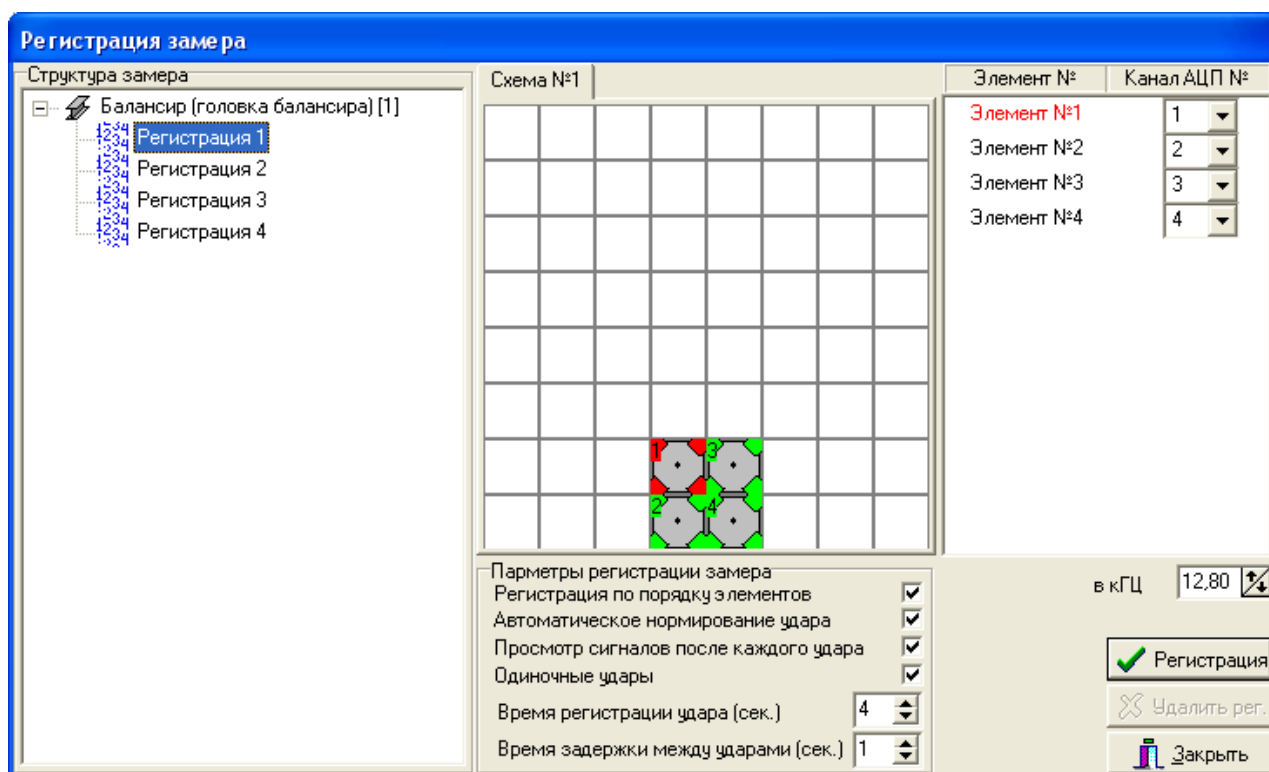 Регистрация замера
Структура замера
Балансир (головка балансира) [1]
Регистрация 1
Регистрация 2
Регистрация 3
Регистрация 4
Схема №1
1 3
2 4
Элемент № Канал АЦП №
Элемент №1 1
Элемент №2 2
Элемент №3 3
Элемент №4 4
Парметры регистрации замера
Регистрация по порядку элементов
Автоматическое нормирование удара
Просмотр сигналов после каждого удара
Одиночные удары
Время регистрации удара (сек.) 4
Время задержки между ударами (сек.) 1
в кГЦ 12,80
Регистрация
Удалить рег.
Закрыть